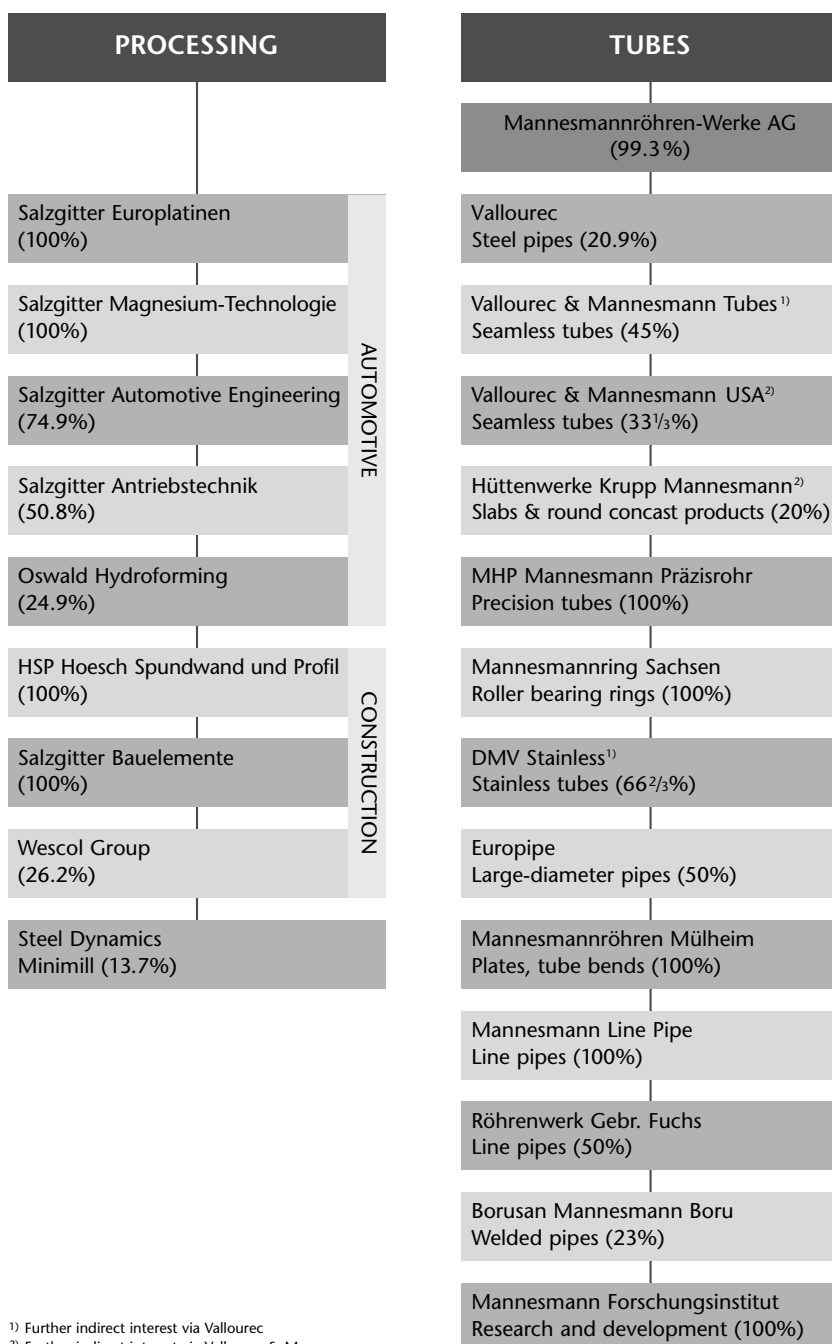 PROCESSING
Salzgitter Europlatinen
(100%)
Salzgitter Magnesium-Technologie
(100%)
Salzgitter Automotive Engineering
(74.9%)
Salzgitter Antriebstechnik
(50.8%)
Oswald Hydroforming
(24.9%)
AUTOMOTIVE
HSP Hoesch Spundwand und Profil
(100%)
Salzgitter Bauelemente
(100%)
Wescol Group
(26.2%)
CONSTRUCTION
Steel Dynamics
Minimill (13.7%)
TUBES
Mannesmannröhren-Werke AG
(99.3%)
Vallourec
Steel pipes (20.9%)
Vallourec & Mannesmann Tubes¹⁾
Seamless tubes (45%)
Vallourec & Mannesmann USA²⁾
Seamless tubes (33¹/₃%)
Hüttenwerke Krupp Mannesmann²⁾
Slabs & round concast products (20%)
MHP Mannesmann Präzisrohr
Precision tubes (100%)
Mannesmannring Sachsen
Roller bearing rings (100%)
DMV Stainless¹⁾
Stainless tubes (66²/₃%)
Europipe
Large-diameter pipes (50%)
Mannesmannröhren Mülheim
Plates, tube bends (100%)
Mannesmann Line Pipe
Line pipes (100%)
Röhrenwerk Gebr. Fuchs
Line pipes (50%)
Borusan Mannesmann Boru
Welded pipes (23%)
Mannesmann Forschungsinstitut
Research and development (100%)
¹⁾ Further indirect interest via Vallourec